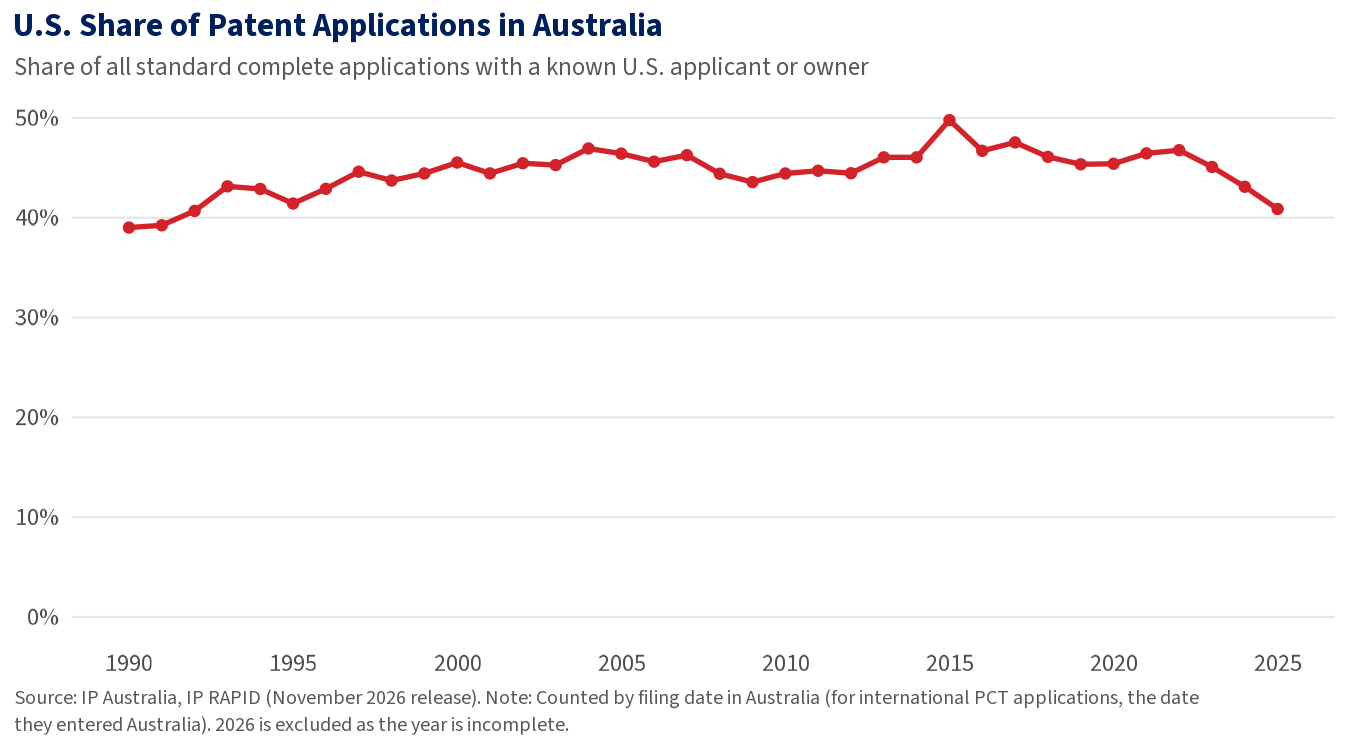 U.S. Share of Patent Applications in Australia
Share of all standard complete applications with a known U.S. applicant or owner
50%
40%
30%
20%
10%
0%
1990 1995 2000 2005 2010 2015 2020 2025
Source: IP Australia, IP RAPID (November 2026 release). Note: Counted by filing date in Australia (for international PCT applications, the date
they entered Australia). 2026 is excluded as the year is incomplete.